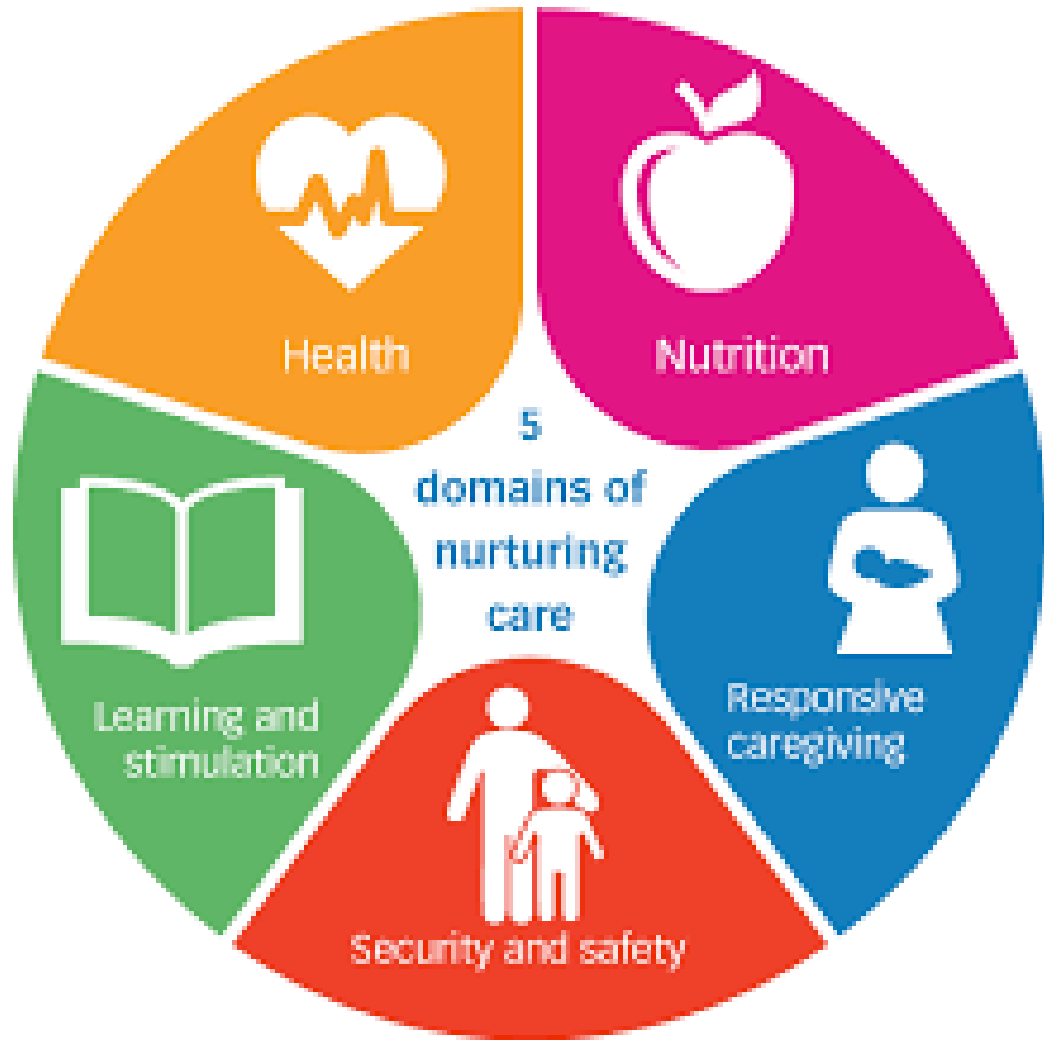 Health
Nutrition
5
domains of
nurturing
care
Learning and
stimulation
Responsive
caregiving
Security and safety